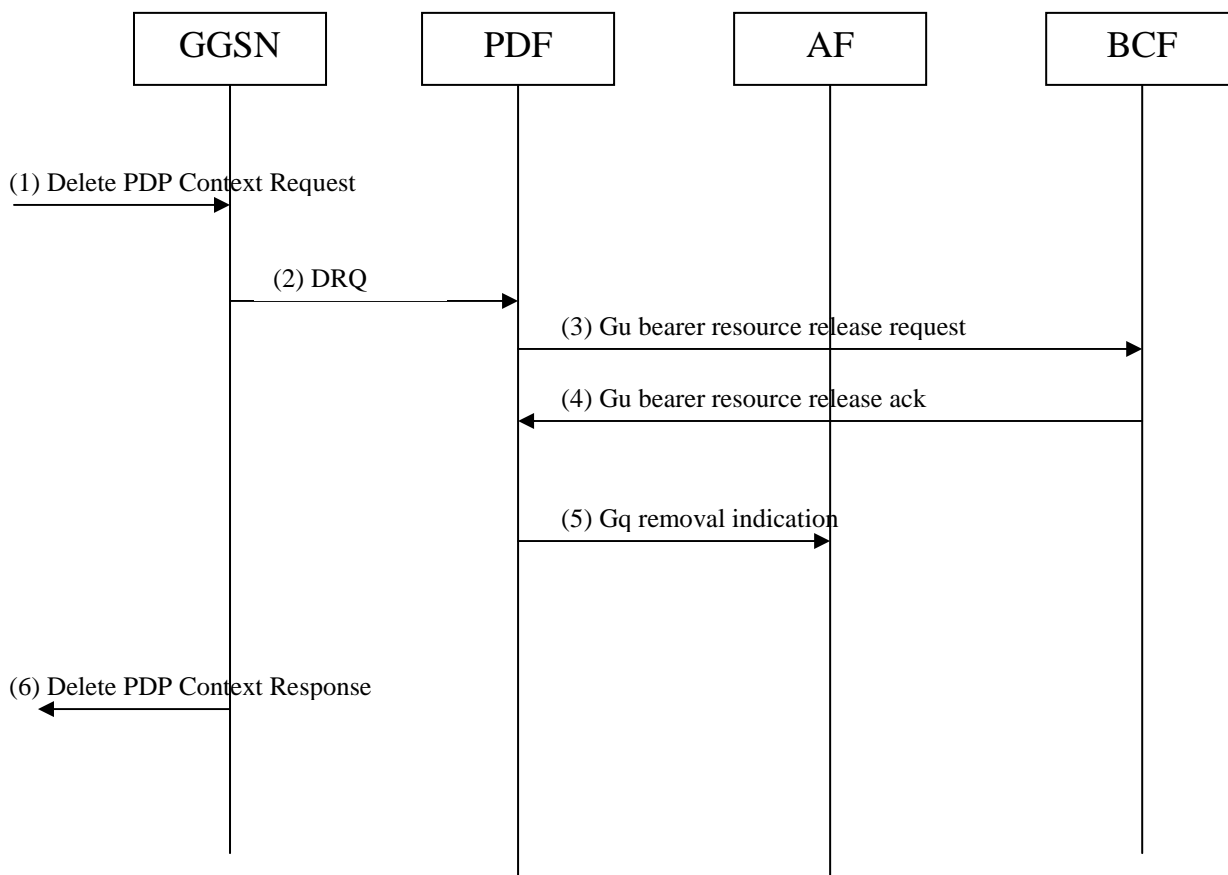 GGSN PDF AF BCF
(1) Delete PDP Context Request
(2) DRQ
(3) Gu bearer resource release request
(4) Gu bearer resource release ack
(5) Gq removal indication
(6) Delete PDP Context Response